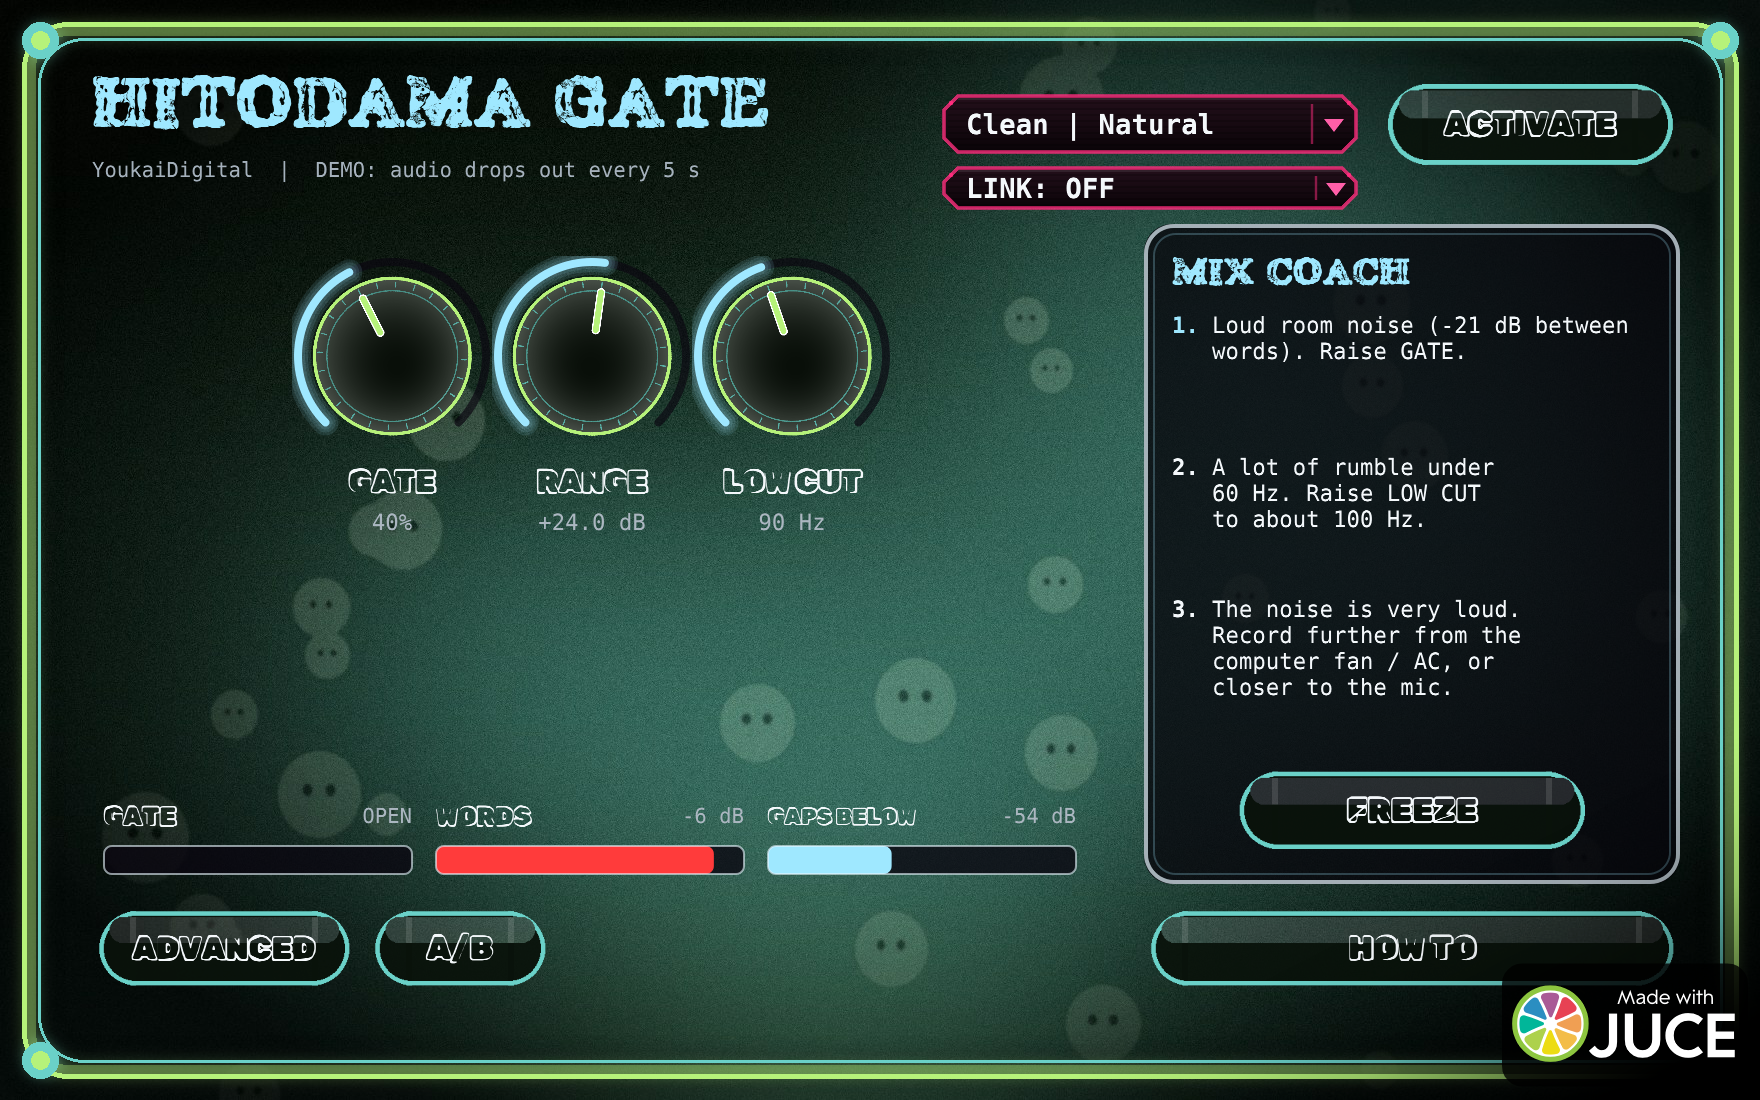 HITODAMA GATE
YoukaiDigital | DEMO: audio drops out every 5 s
Clean | Natural
LINK: OFF
ACTIVATE
GATE
40%
RANGE
+24.0 dB
LOW CUT
90 Hz
MIX COACH
1. Loud room noise (-21 dB between
words). Raise GATE.
2. A lot of rumble under
60 Hz. Raise LOW CUT
to about 100 Hz.
3. The noise is very loud.
Record further from the
computer fan / AC, or
closer to the mic.
FREEZE
GATE OPEN
WORDS -6 dB
GAPS BELOW -54 dB
ADVANCED
A/B
HOW TO
Made with
JUCE